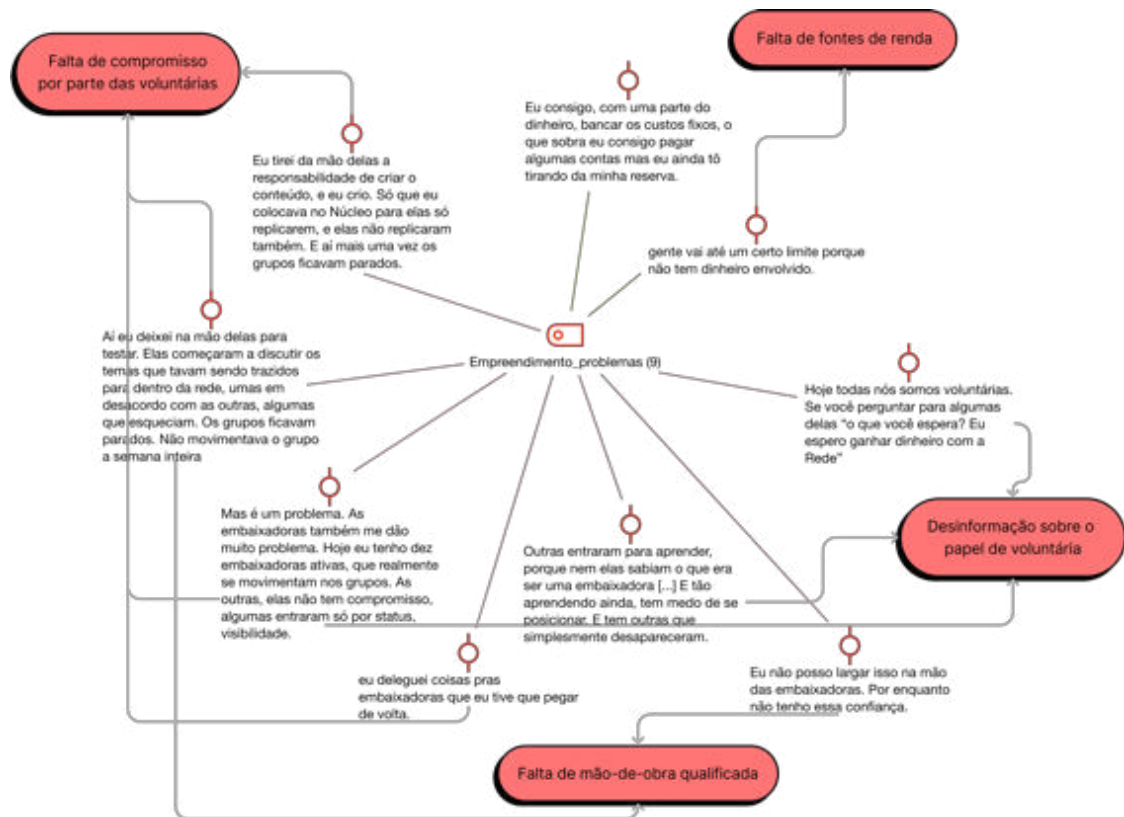 Falta de compromisso
por parte das voluntárias
Falta de fontes de renda
Eu consigo, com uma parte do
dinheiro, bancar os custos fixos, o
que sobra eu consigo pagar
algumas contas mas eu ainda tô
tirando da minha reserva.
Eu tirei da mão delas a
responsabilidade de criar o
conteúdo, e eu crio. Só que eu
colocava no Núcleo para elas só
replicarem, e elas não replicaram
também. E aí mais uma vez os
grupos ficavam parados.
gente vai até um certo limite porque
não tem dinheiro envolvido.
Aí eu deixei na mão delas para
testar. Elas começaram a discutir os
temas que tavam sendo trazidos
para dentro da rede, umas em
desacordo com as outras, algumas
que esqueciam. Os grupos ficavam
parados. Não movimentava o grupo
a semana inteira
Empreendimento_problemas (9)
Hoje todas nós somos voluntárias.
Se você perguntar para algumas
delas “o que você espera? Eu
espero ganhar dinheiro com a
Rede”
Mas é um problema. As
embaixadoras também me dão
muito problema. Hoje eu tenho dez
embaixadoras ativas, que realmente
se movimentam nos grupos. As
outras, elas não tem compromisso,
algumas entraram só por status,
visibilidade.
Outras entraram para aprender,
porque nem elas sabiam o que era
ser uma embaixadora [...] E tão
aprendendo ainda, tem medo de se
posicionar. E tem outras que
simplesmente desapareceram.
Desinformação sobre o
papel de voluntária
eu deleguei coisas pras
embaixadoras que eu tive que pegar
de volta.
Eu não posso largar isso na mão
das embaixadoras. Por enquanto
não tenho essa confiança.
Falta de mão-de-obra qualificada